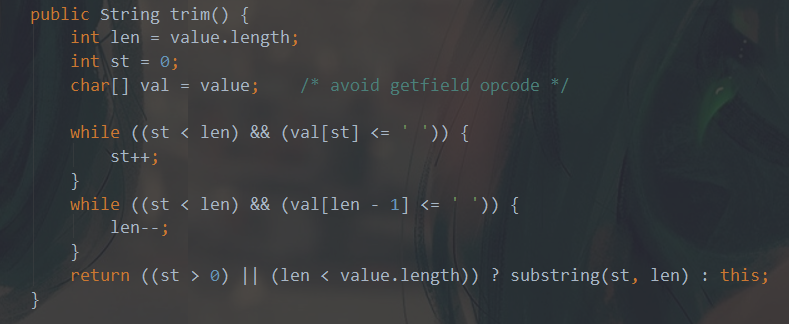 public String trim() {
    int len = value.length;
    int st = 0;
    char[] val = value;    /* avoid getfield opcode */

    while ((st < len) && (val[st] <= ' ')) {
        st++;
    }
    while ((st < len) && (val[len - 1] <= ' ')) {
        len--;
    }
    return ((st > 0) || (len < value.length)) ? substring(st, len) : this;
}